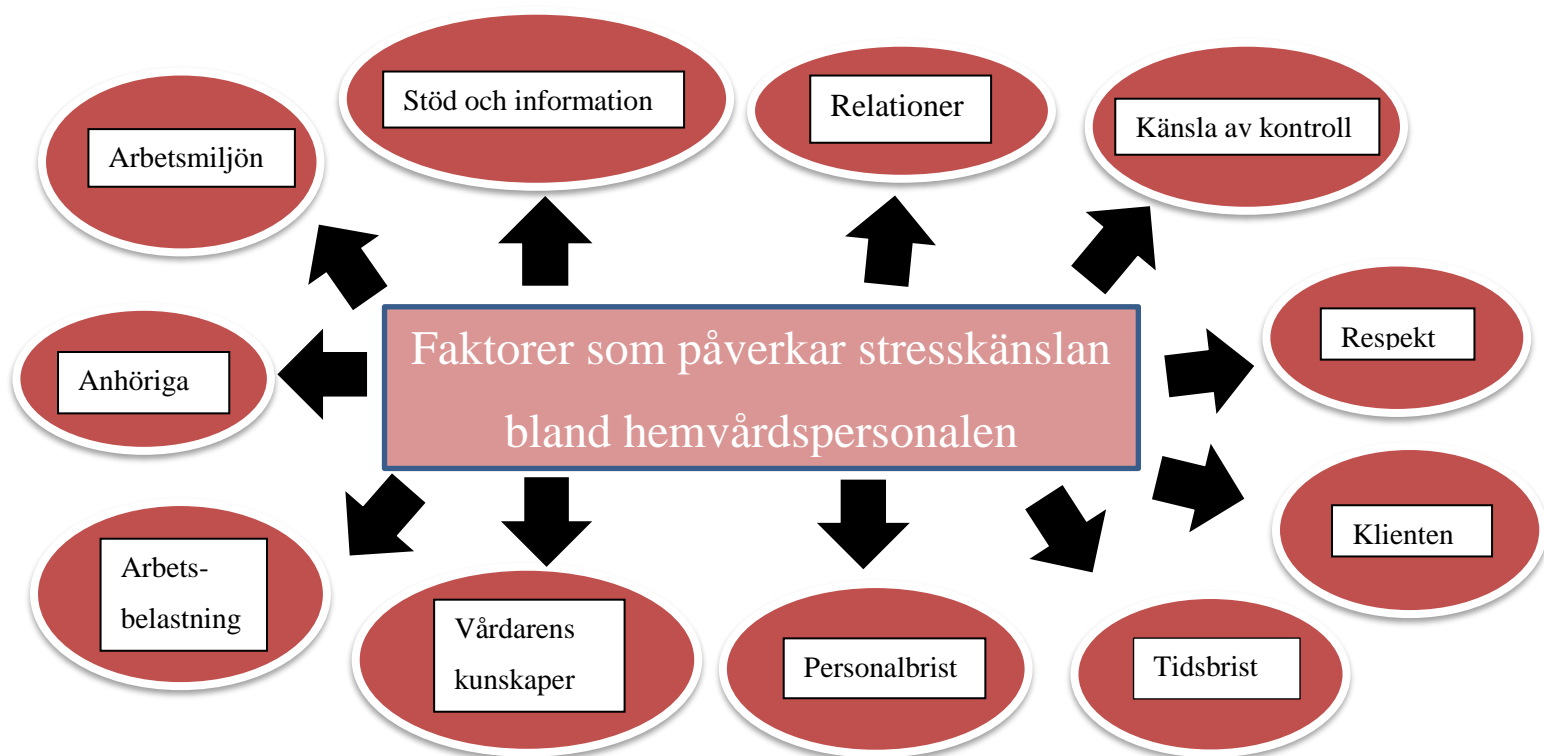 Stöd och information
Relationer
Känsla av kontroll
Arbetsmiljön
Faktorer som påverkar stresskänslan
bland hemvårdspersonalen
Respekt
Anhöriga
Klienten
Arbets-
belastning
Vårdarens
kunskaper
Personalbrist
Tidsbrist